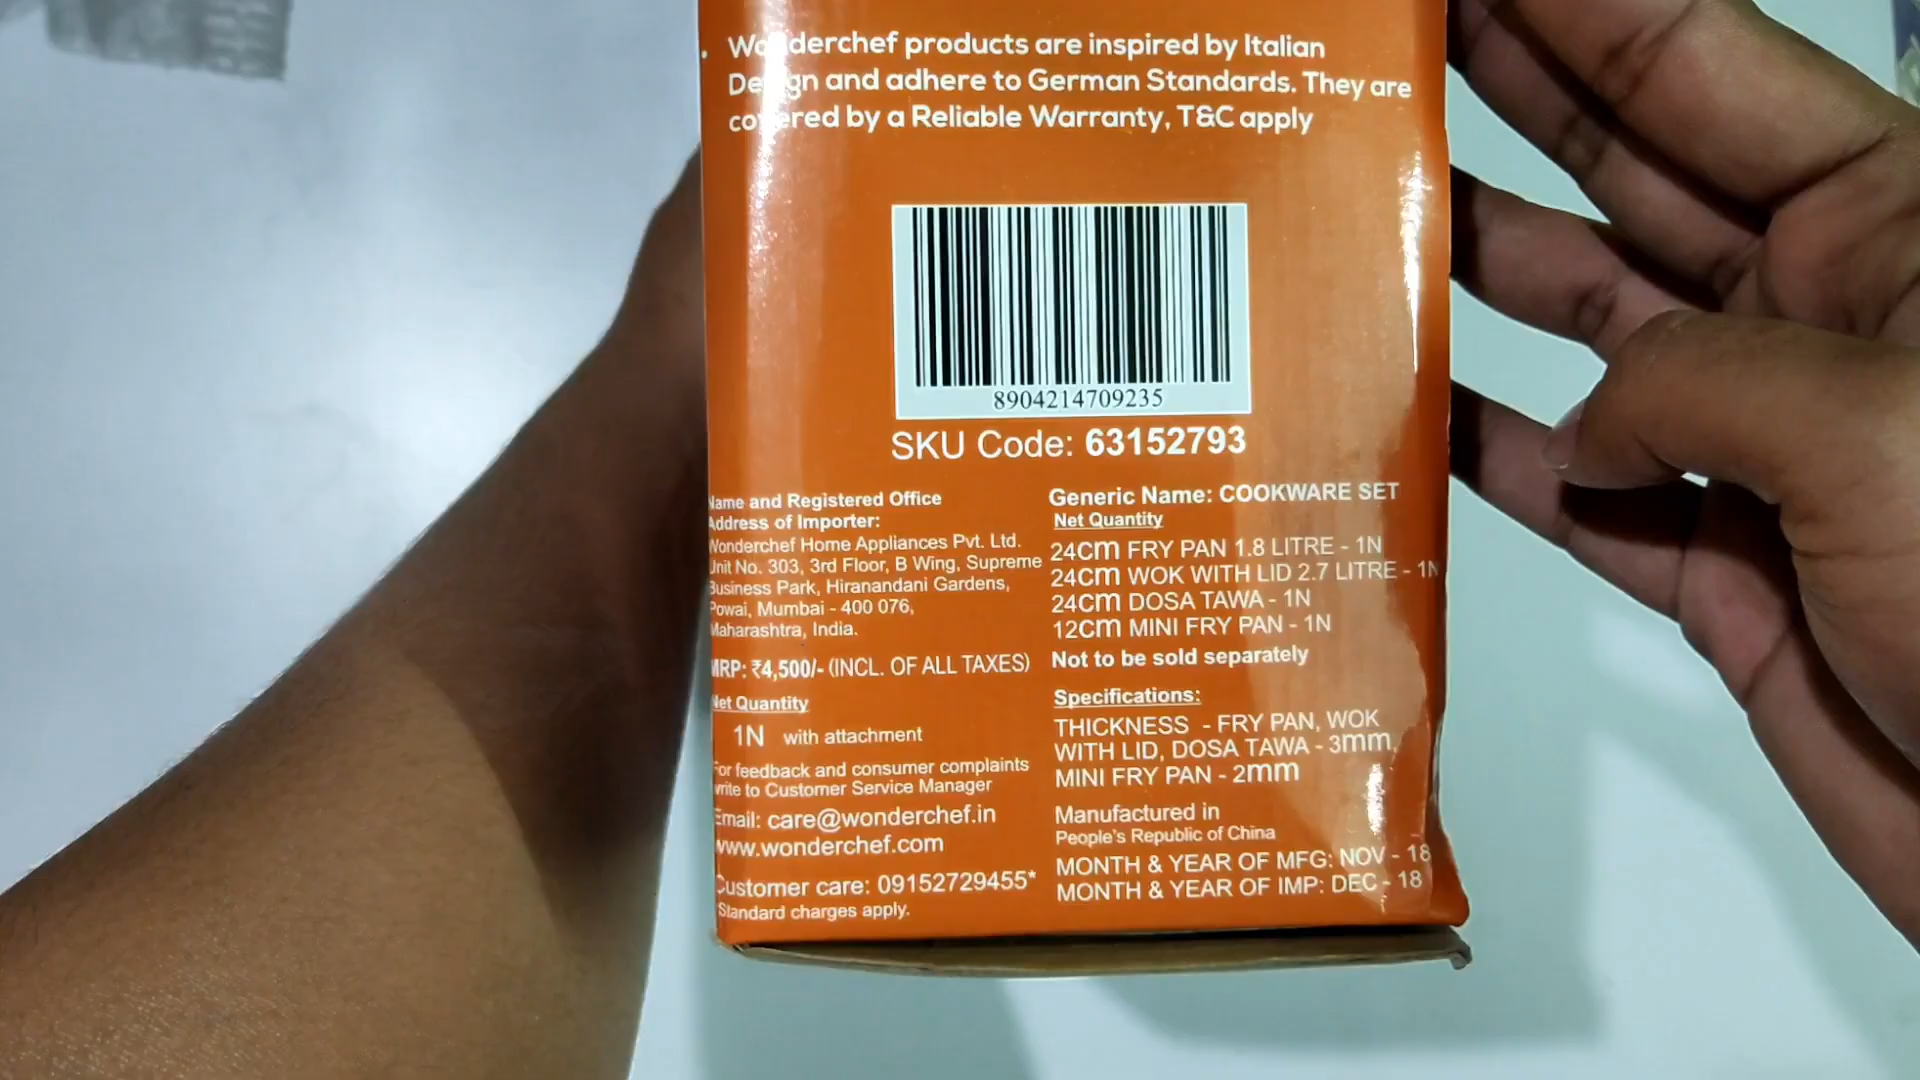 . Wonderchef products are inspired by Italian
Design and adhere to German Standards. They are
covered by a Reliable Warranty, T&C apply
8904214709235
SKU Code: 63152793
Name and Registered Office
Address of Importer:
Wonderchef Home Appliances Pvt. Ltd.
Unit No. 303, 3rd Floor, B Wing, Supreme
Business Park, Hiranandani Gardens,
Powai, Mumbai - 400 076,
Maharashtra, India.
MRP: ₹4,500/- (INCL. OF ALL TAXES)
Net Quantity
1N with attachment
For feedback and consumer complaints
write to Customer Service Manager
Email: care@wonderchef.in
www.wonderchef.com
Customer care: 09152729455*
*Standard charges apply.
Generic Name: COOKWARE SET
Net Quantity
24cm FRY PAN 1.8 LITRE - 1N
24cm WOK WITH LID 2.7 LITRE - 1N
24cm DOSA TAWA - 1N
12cm MINI FRY PAN - 1N
Not to be sold separately
Specifications:
THICKNESS - FRY PAN, WOK
WITH LID, DOSA TAWA - 3mm,
MINI FRY PAN - 2mm
Manufactured in
People's Republic of China
MONTH & YEAR OF MFG: NOV - 18
MONTH & YEAR OF IMP: DEC - 18